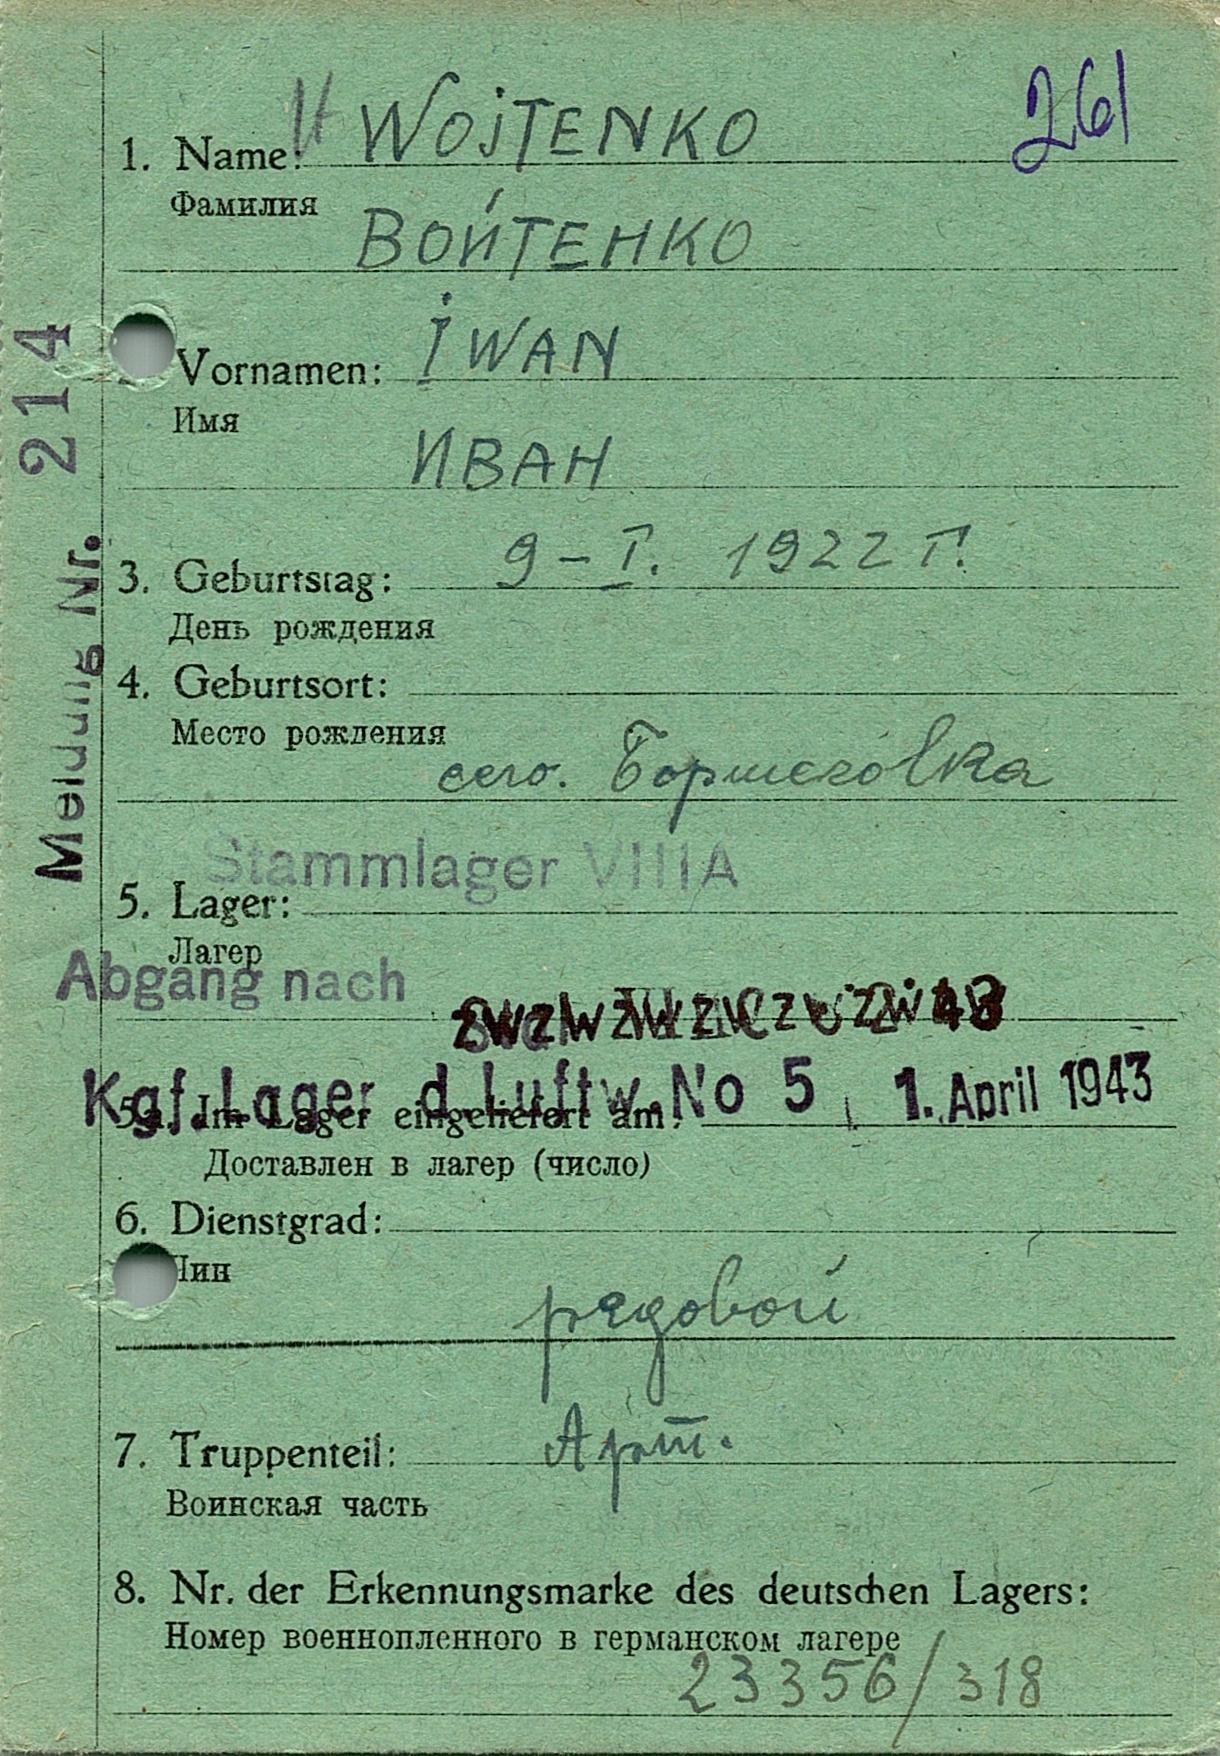 261
1. Name: WOJTENKO
Фамилия
ВОЙТЕНКО
Vornamen: IWAN
Имя
ИВАН
3. Geburtstag: 9-I. 1922 г.
День рождения
4. Geburtsort:
Место рождения
село. Борщеговка
Stammlager VIIIA
5. Lager:
Лагер
Abgang nach
Kgf. Lager d. Luftw. No 5 1. April 1943
5a. Im Lager eingeliefert am:
Доставлен в лагер (число)
6. Dienstgrad:
Чин
рядовой
7. Truppenteil: Арт.
Воинская часть
8. Nr. der Erkennungsmarke des deutschen Lagers:
Номер военнопленного в германском лагере
23356/318
Meldung Nr. 214